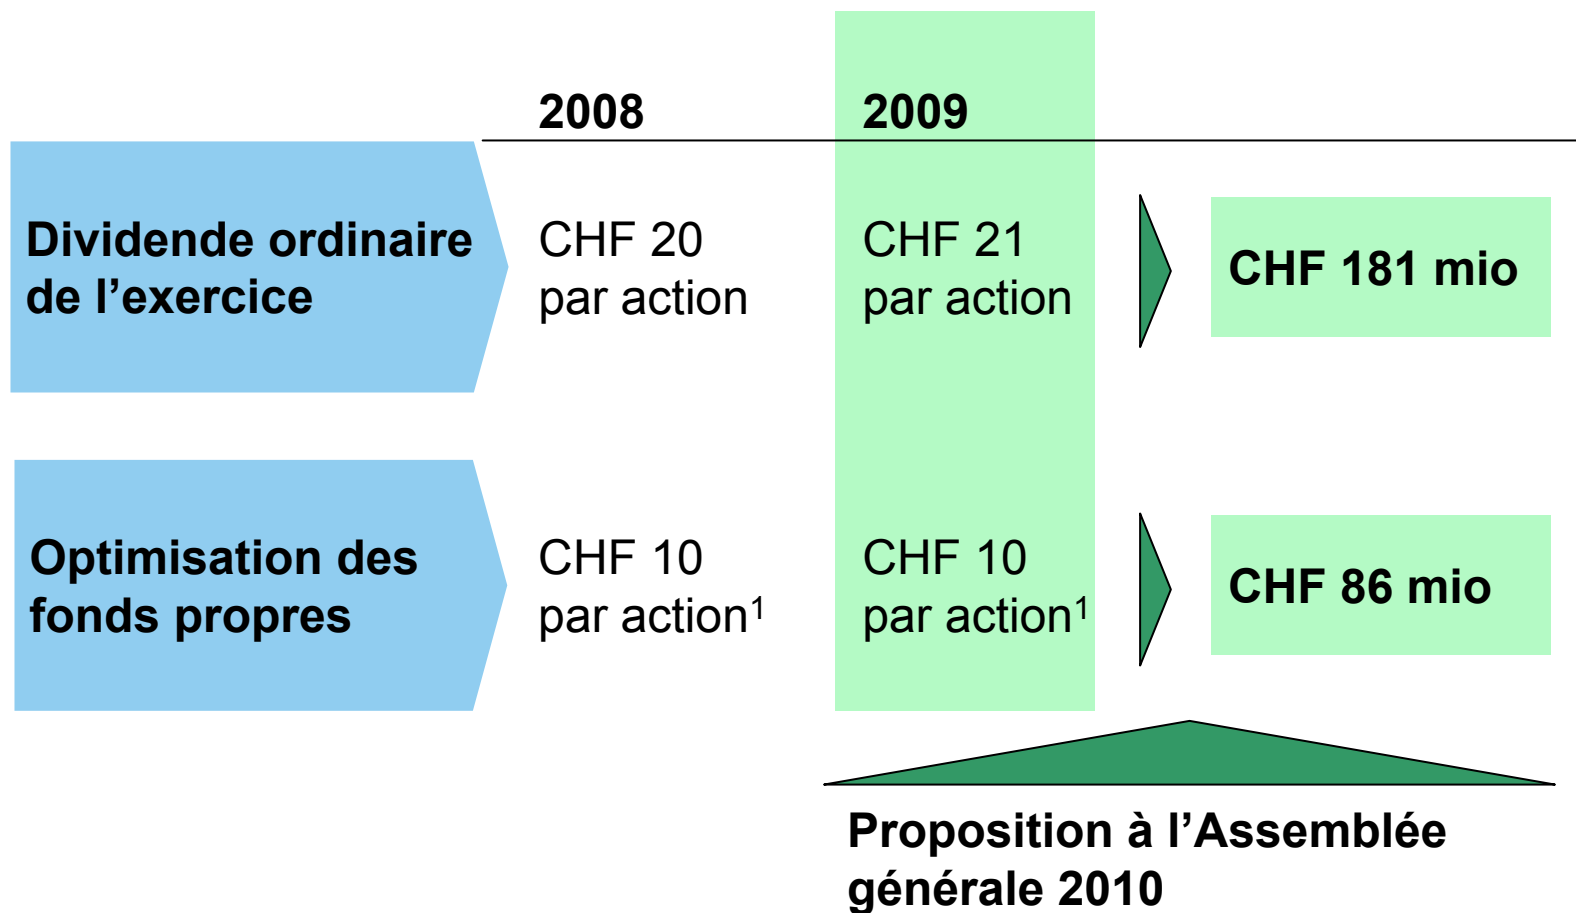 2008 2009
Dividende ordinaire
de l’exercice
CHF 20
par action
CHF 21
par action
CHF 181 mio
Optimisation des
fonds propres
CHF 10
par action¹
CHF 10
par action¹
CHF 86 mio
Proposition à l’Assemblée
générale 2010